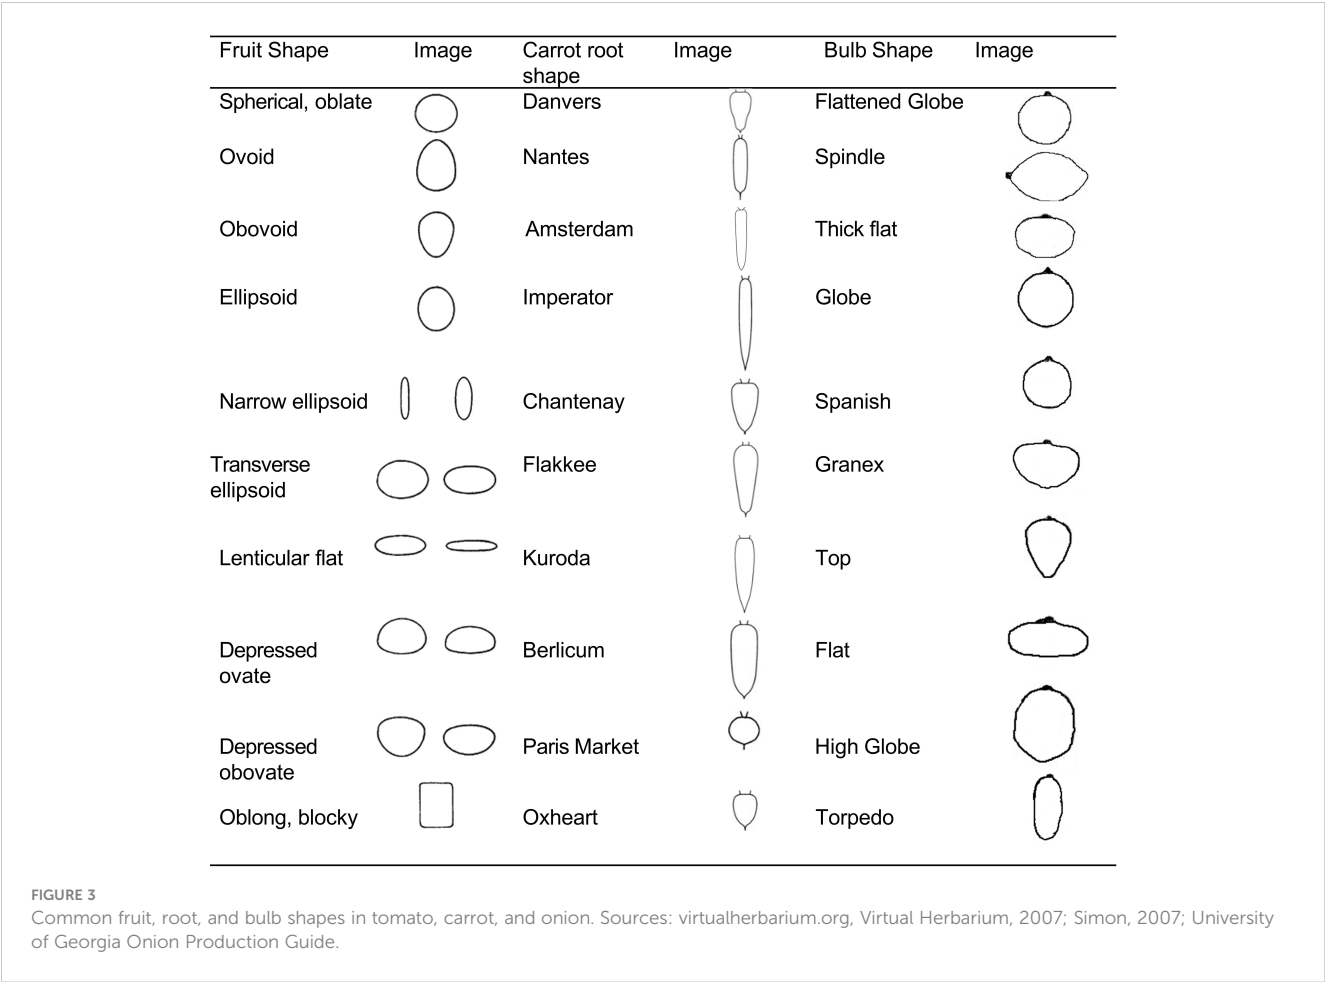 Fruit Shape Image Carrot root shape Image Bulb Shape Image
Spherical, oblate Danvers Flattened Globe
Ovoid Nantes Spindle
Obovoid Amsterdam Thick flat
Ellipsoid Imperator Globe
Narrow ellipsoid Chantenay Spanish
Transverse ellipsoid Flakkee Granex
Lenticular flat Kuroda Top
Depressed ovate Berlicum Flat
Depressed obovate Paris Market High Globe
Oblong, blocky Oxheart Torpedo
FIGURE 3
Common fruit, root, and bulb shapes in tomato, carrot, and onion. Sources: virtualherbarium.org, Virtual Herbarium, 2007; Simon, 2007; University
of Georgia Onion Production Guide.